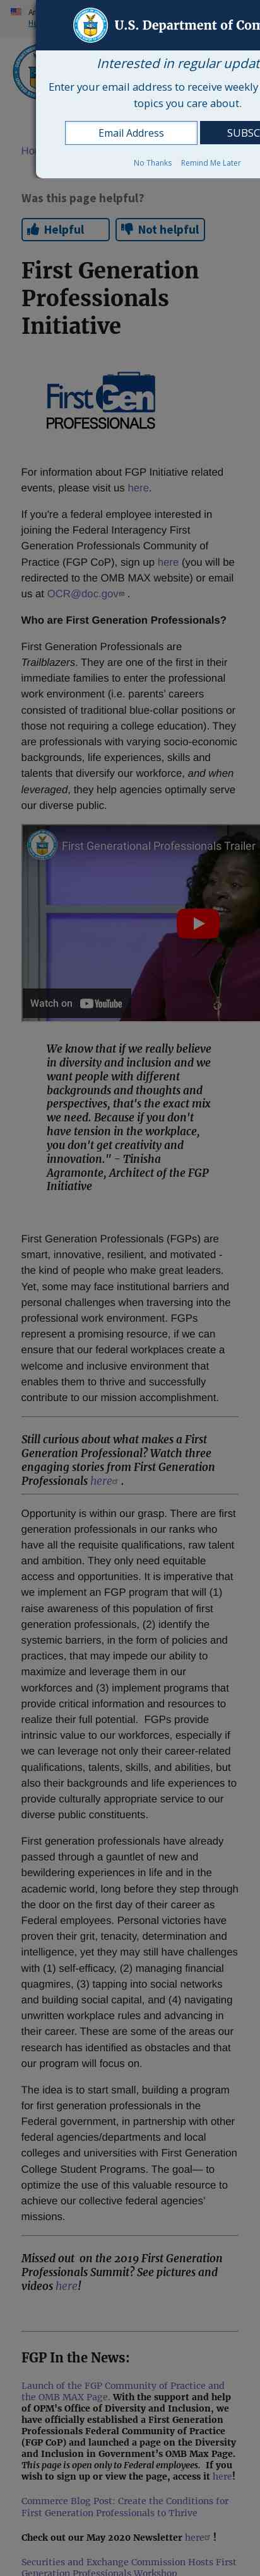 U.S. Department of Com
Interested in regular updat
Enter your email address to receive weekly
topics you care about.
Email Address
SUBSC
No Thanks
Remind Me Later
Ho
Was this page helpful?
Helpful
Not helpful
First Generation
Professionals
Initiative
FirstGen
PROFESSIONALS
For information about FGP Initiative related
events, please visit us here.
If you're a federal employee interested in
joining the Federal Interagency First
Generation Professionals Community of
Practice (FGP CoP), sign up here (you will be
redirected to the OMB MAX website) or email
us at OCR@doc.gov .
Who are First Generation Professionals?
First Generation Professionals are
Trailblazers. They are one of the first in their
immediate families to enter the professional
work environment (i.e. parents' careers
consisted of traditional blue-collar positions or
those not requiring a college education). They
are professionals with varying socio-economic
backgrounds, life experiences, skills and
talents that diversify our workforce, and when
leveraged, they help agencies optimally serve
our diverse public.
First Generational Professionals Trailer
Watch on YouTube
We know that if we really believe
in diversity and inclusion and we
want people with different
backgrounds and thoughts and
perspectives, that's the exact mix
we need. Because if you don't
have tension in the workplace,
you don't get creativity and
innovation." - Tinisha
Agramonte, Architect of the FGP
Initiative
First Generation Professionals (FGPs) are
smart, innovative, resilient, and motivated -
the kind of people who make great leaders.
Yet, some may face institutional barriers and
personal challenges when traversing into the
professional work environment. FGPs
represent a promising resource, if we can
ensure that our federal workplaces create a
welcome and inclusive environment that
enables them to thrive and successfully
contribute to our mission accomplishment.
Still curious about what makes a First
Generation Professional? Watch three
engaging stories from First Generation
Professionals here .
Opportunity is within our grasp. There are first
generation professionals in our ranks who
have all the requisite qualifications, raw talent
and ambition. They only need equitable
access and opportunities. It is imperative that
we implement an FGP program that will (1)
raise awareness of this population of first
generation professionals, (2) identify the
systemic barriers, in the form of policies and
practices, that may impede our ability to
maximize and leverage them in our
workforces and (3) implement programs that
provide critical information and resources to
realize their full potential.  FGPs provide
intrinsic value to our workforces, especially if
we can leverage not only their career-related
qualifications, talents, skills, and abilities, but
also their backgrounds and life experiences to
provide culturally appropriate service to our
diverse public constituents.
First generation professionals have already
passed through a gauntlet of new and
bewildering experiences in life and in the
academic world, long before they step through
the door on the first day of their career as
Federal employees. Personal victories have
proven their grit, tenacity, determination and
intelligence, yet they may still have challenges
with (1) self-efficacy, (2) managing financial
quagmires, (3) tapping into social networks
and building social capital, and (4) navigating
unwritten workplace rules and advancing in
their career. These are some of the areas our
research has identified as obstacles and that
our program will focus on.
The idea is to start small, building a program
for first generation professionals in the
Federal government, in partnership with other
federal agencies/departments and local
colleges and universities with First Generation
College Student Programs. The goal— to
optimize the use of this valuable resource to
achieve our collective federal agencies'
missions.
Missed out  on the 2019 First Generation
Professionals Summit? See pictures and
videos here!
FGP In the News:
Launch of the FGP Community of Practice and
the OMB MAX Page. With the support and help
of OPM's Office of Diversity and Inclusion, we
have officially established a First Generation
Professionals Federal Community of Practice
(FGP CoP) and launched a page on the Diversity
and Inclusion in Government's OMB Max Page.
This page is open only to Federal employees.  If you
wish to sign up or view the page, access it here!
Commerce Blog Post: Create the Conditions for
First Generation Professionals to Thrive
Check out our May 2020 Newsletter here !
Securities and Exchange Commission Hosts First
Generation Professionals Workshop